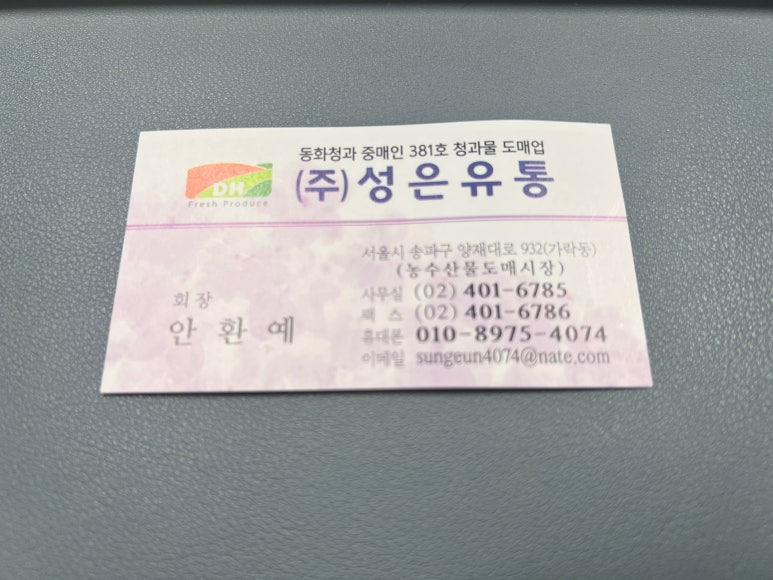 동화청과 중매인 381호 청과물 도매업
DH
Fresh Produce
(주)성은유통
서울시 송파구 양재대로 932(가락동)
(농수산물도매시장)
회장
안환예
사무실 (02) 401-6785
팩스 (02) 401-6786
휴대폰 010-8975-4074
이메일 sungeun4074@nate.com